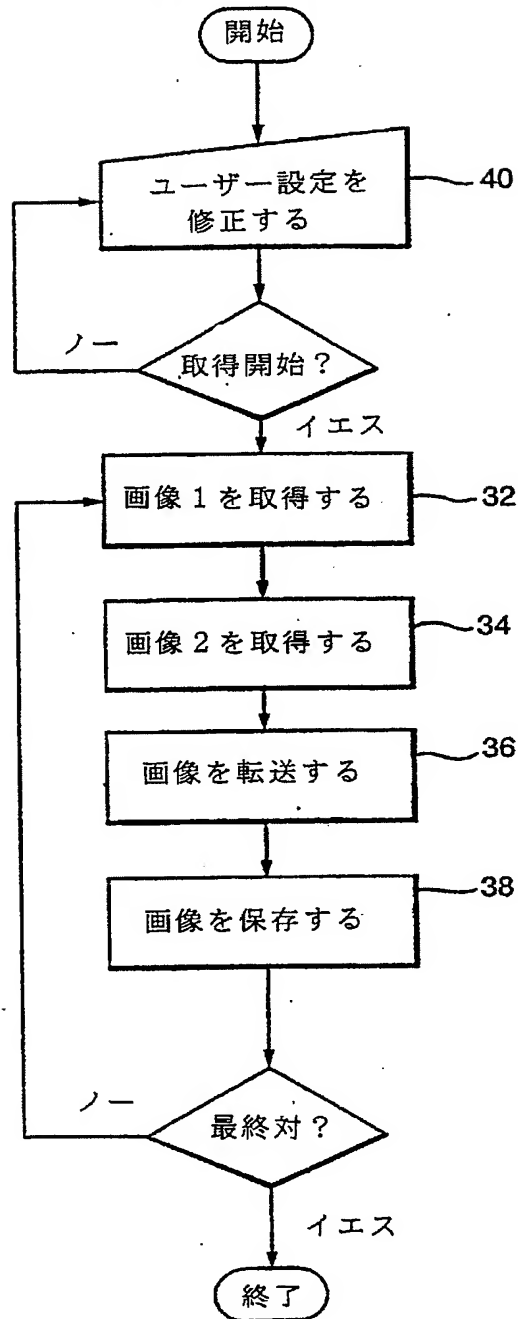 開始
ユーザー設定を
修正する
40
ノー
取得開始?
イエス
画像1を取得する
32
画像2を取得する
34
画像を転送する
36
画像を保存する
38
ノー
最終対?
イエス
終了